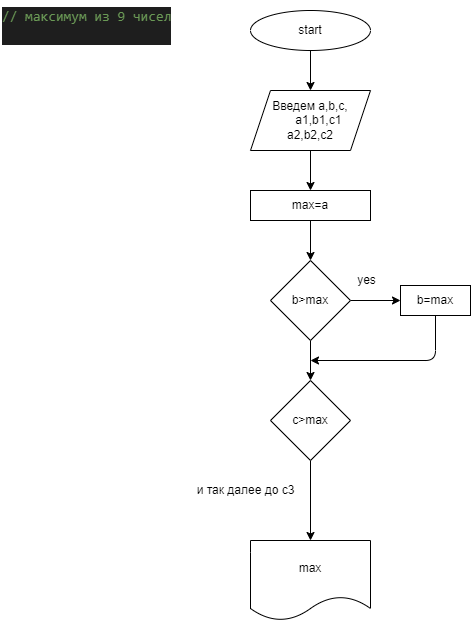 // максимум из 9 чисел
start
Введем a,b,c,
a1,b1,c1
a2,b2,c2
max=a
b>max
yes
b=max
c>max
и так далее до c3
max